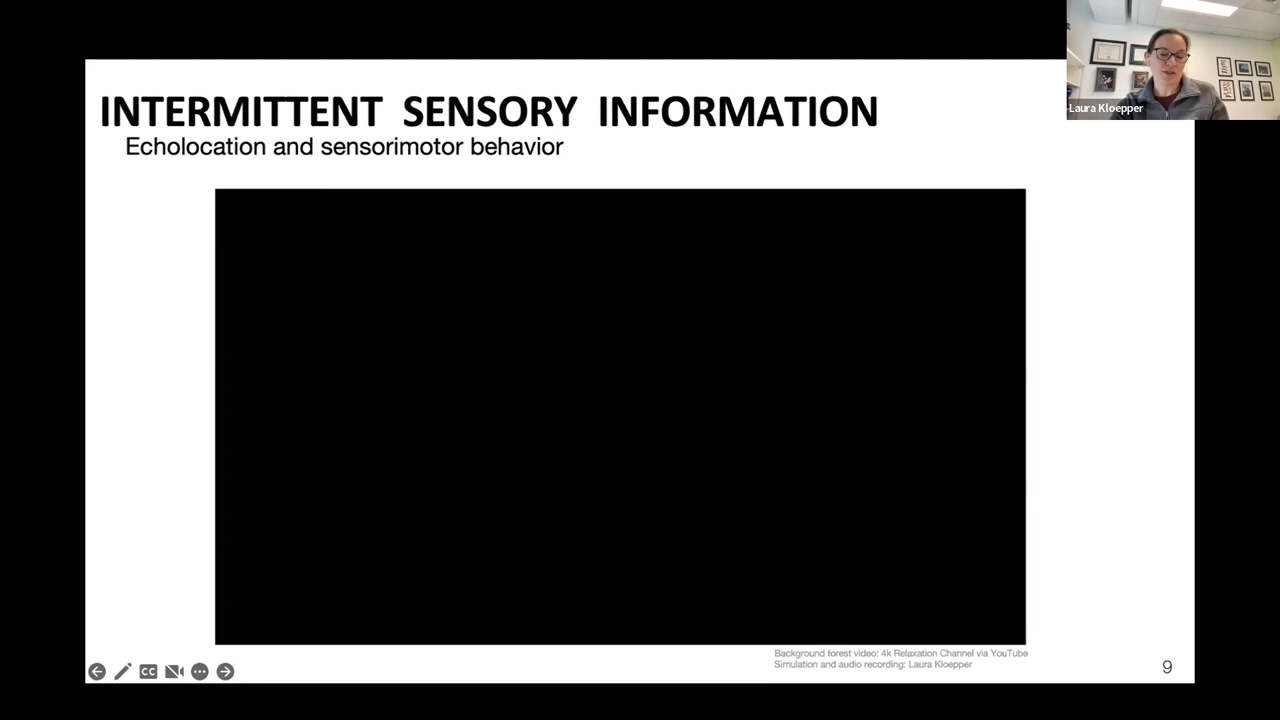 INTERMITTENT SENSORY INFORMATION
Echolocation and sensorimotor behavior
Laura Kloepper
Background forest video: 4k Relaxation Channel via YouTube
Simulation and audio recording: Laura Kloepper
CC
9